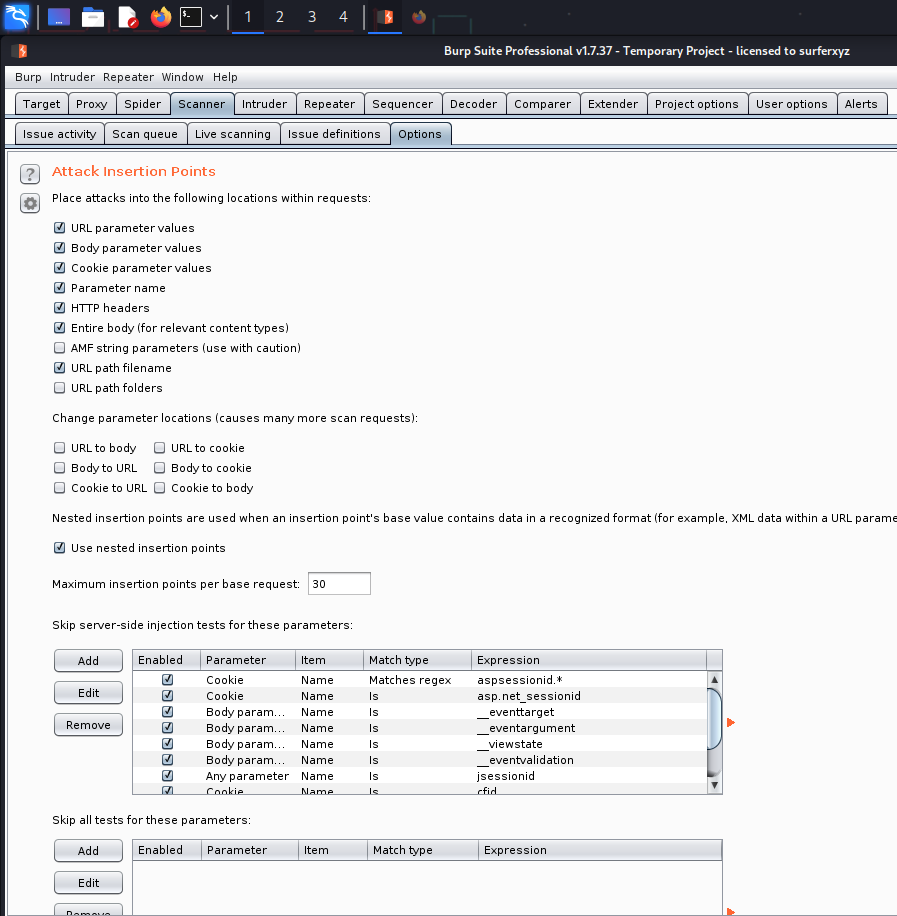 1 2 3 4
Burp Suite Professional v1.7.37 - Temporary Project - licensed to surferxyz
Burp Intruder Repeater Window Help
Target Proxy Spider Scanner Intruder Repeater Sequencer Decoder Comparer Extender Project options User options Alerts
Issue activity Scan queue Live scanning Issue definitions Options
? Attack Insertion Points
Place attacks into the following locations within requests:
URL parameter values
Body parameter values
Cookie parameter values
Parameter name
HTTP headers
Entire body (for relevant content types)
AMF string parameters (use with caution)
URL path filename
URL path folders
Change parameter locations (causes many more scan requests):
URL to body URL to cookie
Body to URL Body to cookie
Cookie to URL Cookie to body
Nested insertion points are used when an insertion point's base value contains data in a recognized format (for example, XML data within a URL parame
Use nested insertion points
Maximum insertion points per base request: 30
Skip server-side injection tests for these parameters:
Add Enabled Parameter Item Match type Expression
Cookie Name Matches regex aspsessionid.*
Edit Cookie Name Is asp.net_sessionid
Body param... Name Is __eventtarget
Remove Body param... Name Is __eventargument
Body param... Name Is __viewstate
Body param... Name Is __eventvalidation
Any parameter Name Is jsessionid
Cookie Name Is cfid
Skip all tests for these parameters:
Add Enabled Parameter Item Match type Expression
Edit
Remove